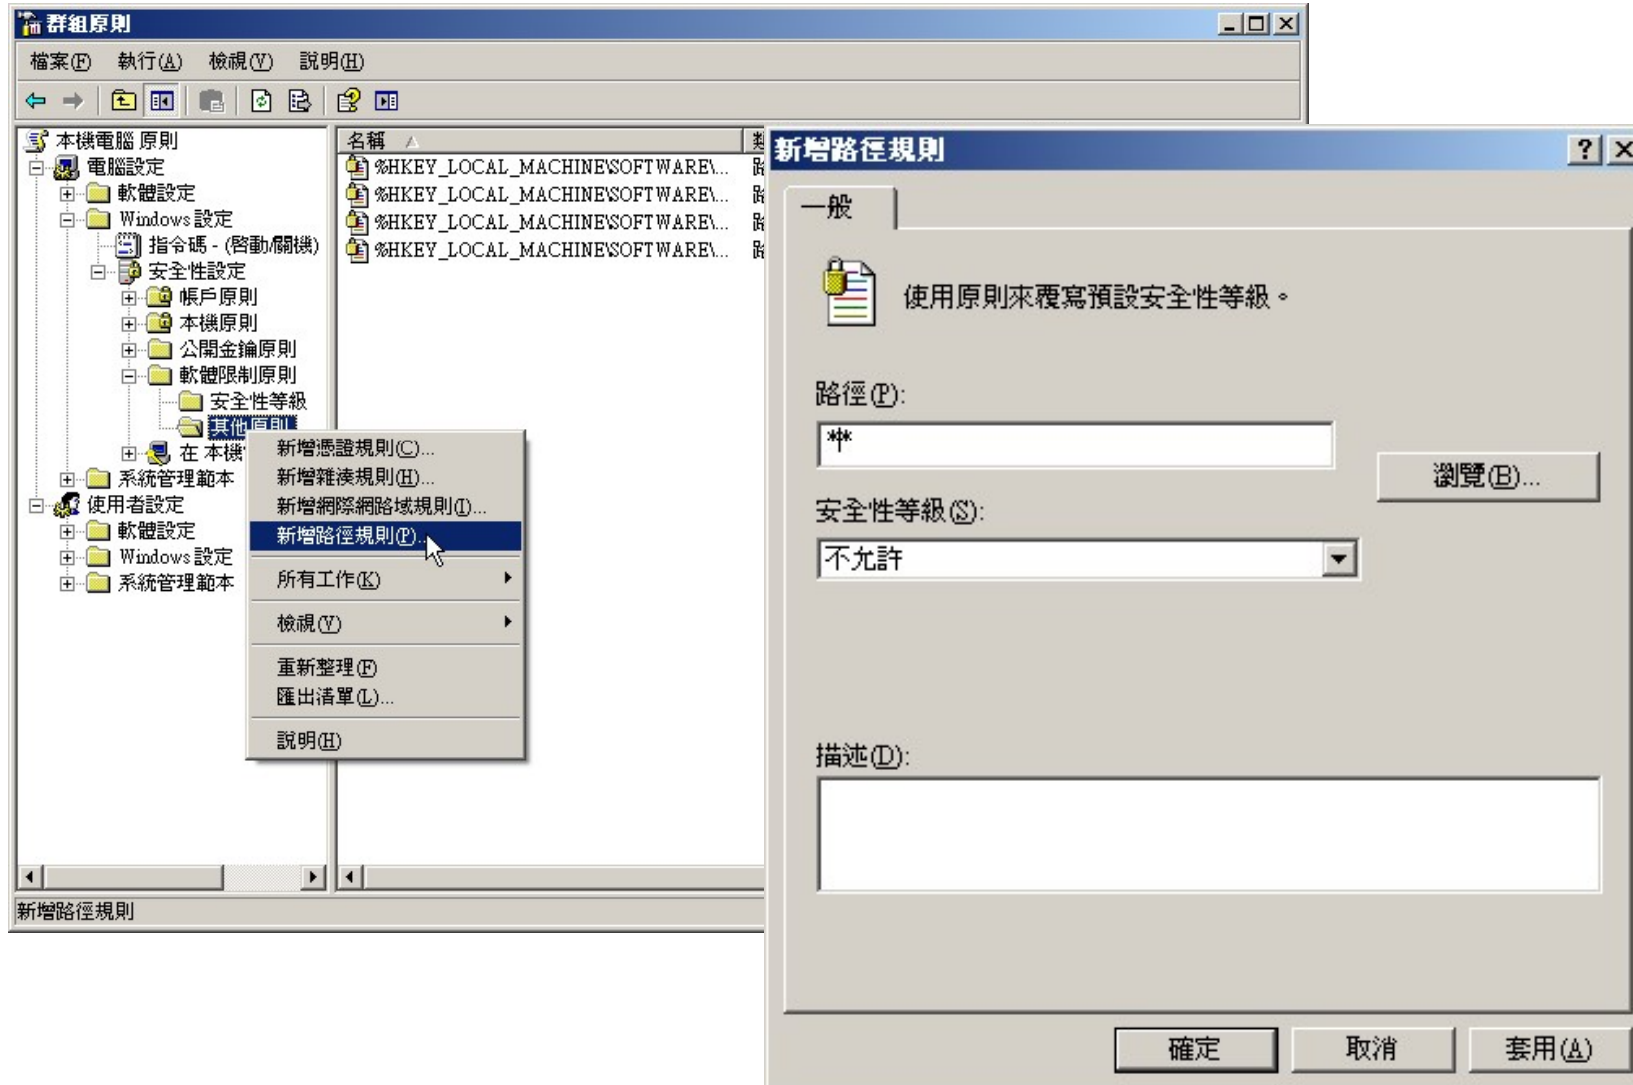 群組原則
檔案(F) 執行(A) 檢視(V) 說明(H)
本機電腦 原則
電腦設定
軟體設定
Windows 設定
指令碼 - (啓動/關機)
安全性設定
帳戶原則
本機原則
公開金鑰原則
軟體限制原則
安全性等級
其他原則
在 本機
系統管理範本
使用者設定
軟體設定
Windows 設定
系統管理範本
名稱
%HKEY_LOCAL_MACHINE\SOFTWARE\...
%HKEY_LOCAL_MACHINE\SOFTWARE\...
%HKEY_LOCAL_MACHINE\SOFTWARE\...
%HKEY_LOCAL_MACHINE\SOFTWARE\...
新增憑證規則(C)...
新增雜湊規則(H)...
新增網際網路域規則(I)...
新增路徑規則(P)...
所有工作(K)
檢視(V)
重新整理(F)
匯出清單(L)...
說明(H)
新增路徑規則
新增路徑規則
一般
使用原則來覆寫預設安全性等級。
路徑(P):
瀏覽(B)...
安全性等級(S):
不允許
描述(D):
確定 取消 套用(A)